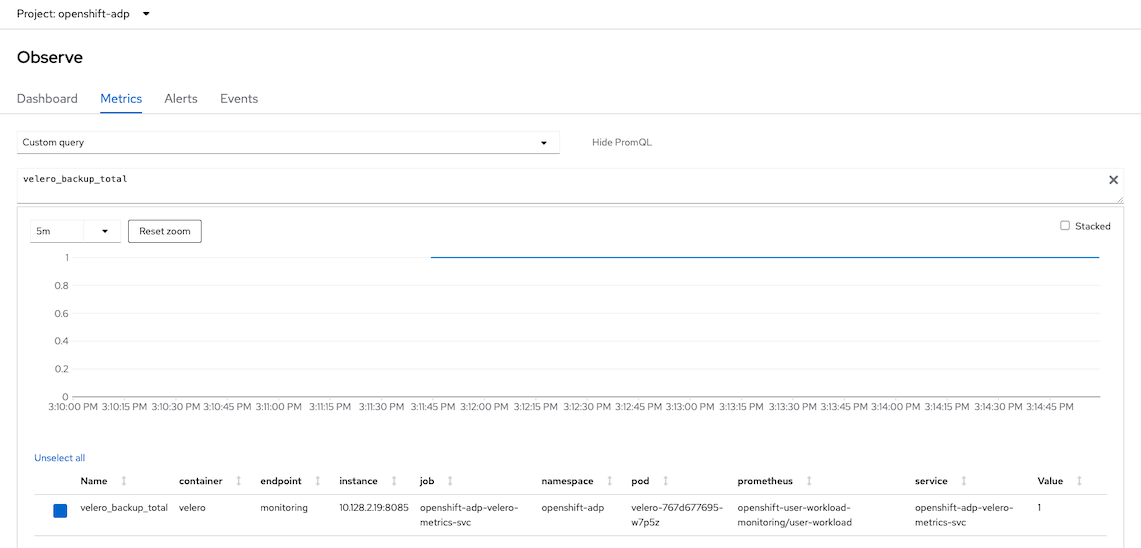 Project: openshift-adp
Observe
Dashboard Metrics Alerts Events
Custom query Hide PromQL
velero_backup_total
5m Reset zoom Stacked
1
0.8
0.6
0.4
0.2
0
3:10:00 PM 3:10:15 PM 3:10:30 PM 3:10:45 PM 3:11:00 PM 3:11:15 PM 3:11:30 PM 3:11:45 PM 3:12:00 PM 3:12:15 PM 3:12:30 PM 3:12:45 PM 3:13:00 PM 3:13:15 PM 3:13:30 PM 3:13:45 PM 3:14:00 PM 3:14:15 PM 3:14:30 PM 3:14:45 PM
Unselect all
Name container endpoint instance job namespace pod prometheus service Value
velero_backup_total velero monitoring 10.128.2.19:8085 openshift-adp-velero- openshift-adp velero-767d677695- openshift-user-workload- openshift-adp-velero- 1
metrics-svc w7p5z monitoring/user-workload metrics-svc